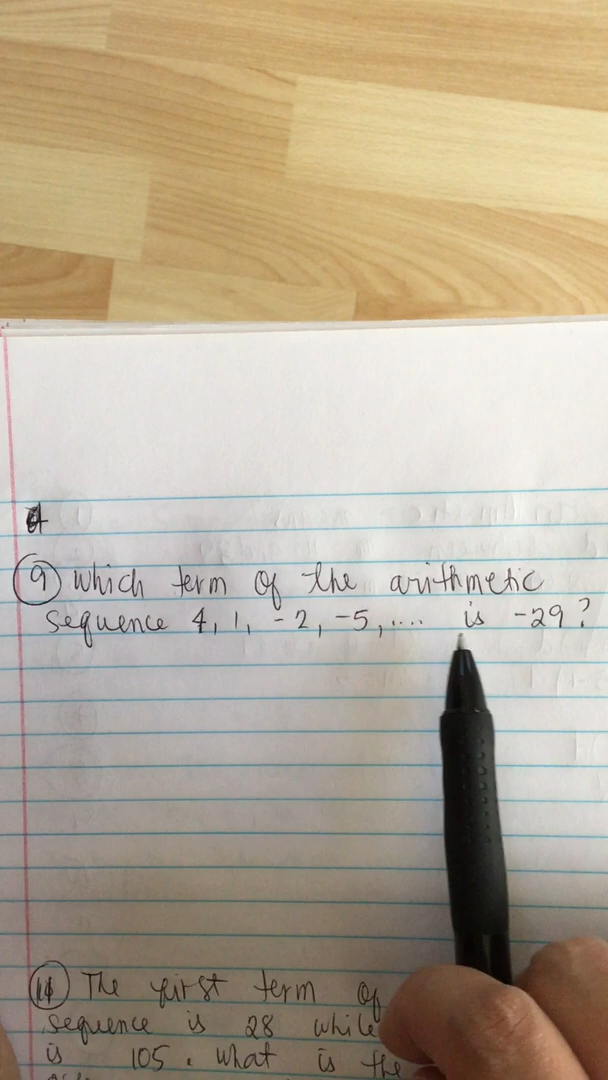 9 which term of the arithmetic
sequence 4, 1, -2, -5, .... is -29?
The first term of
sequence is 28 while
is 105. what is the